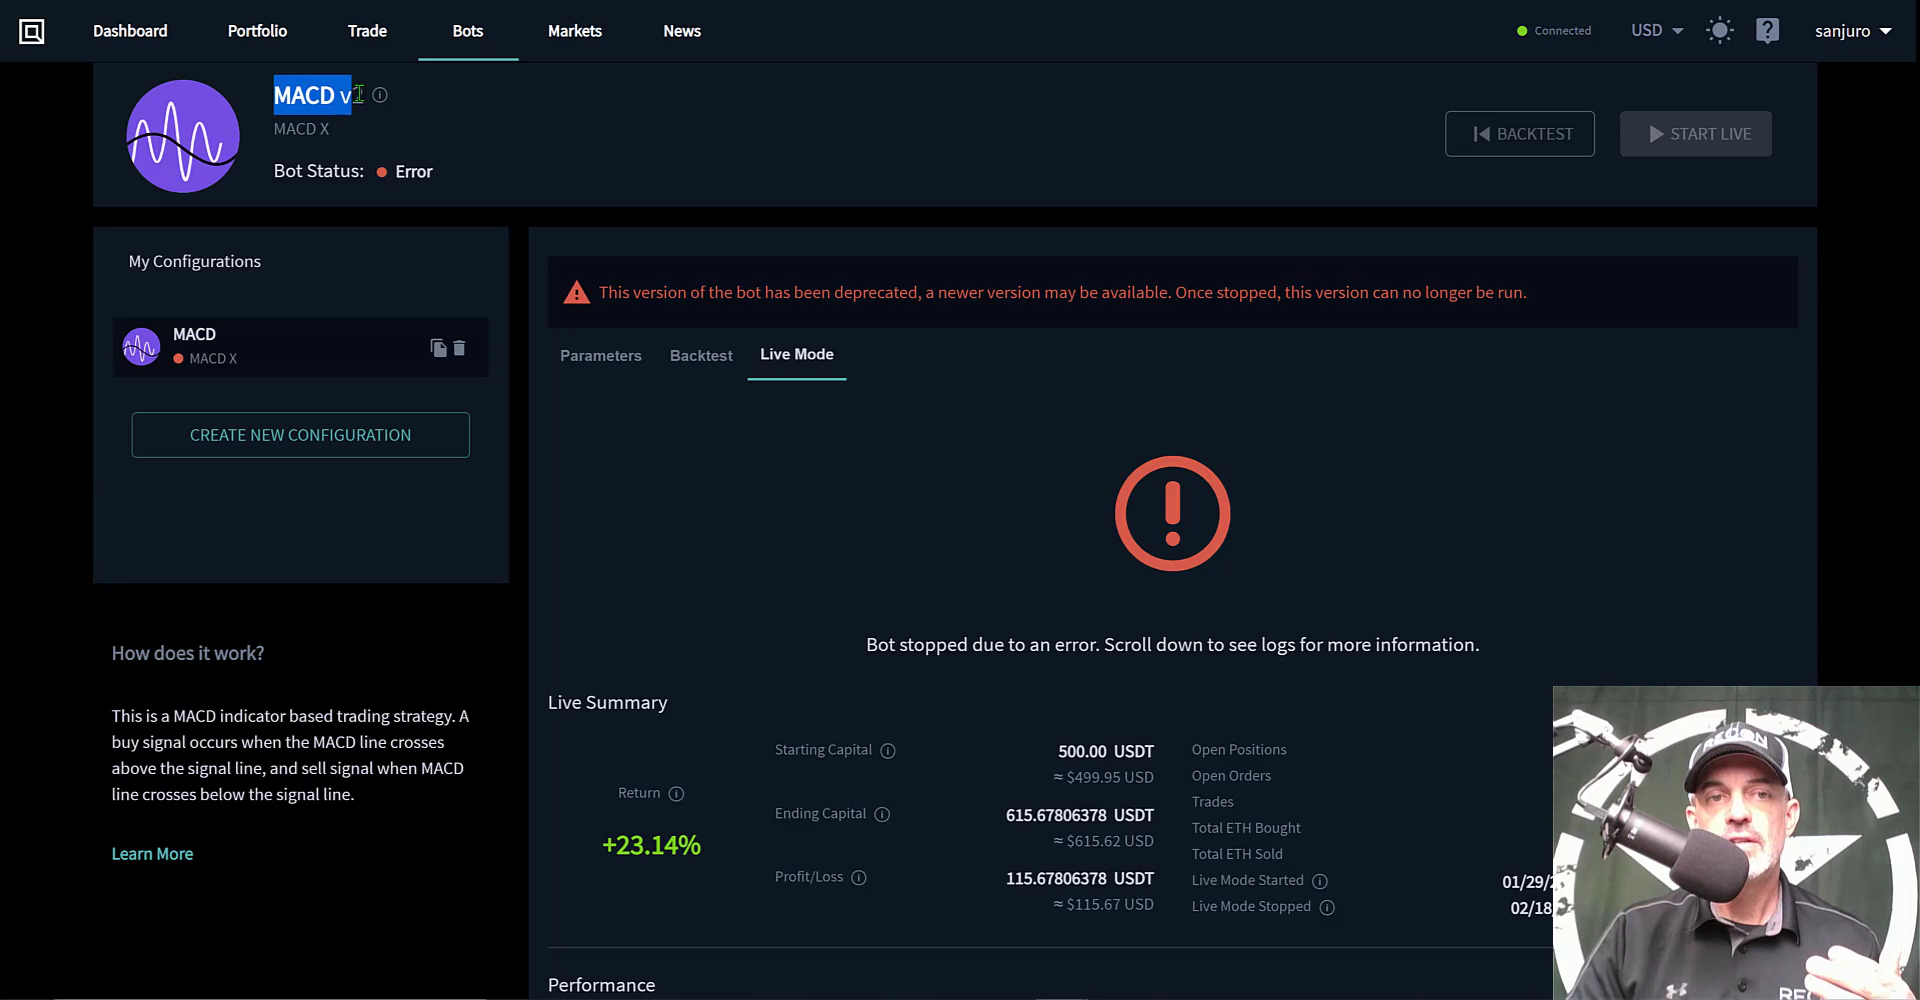 Dashboard Portfolio Trade Bots Markets News Connected USD sanjuro
MACD v
MACD X
Bot Status: Error
BACKTEST START LIVE
My Configurations
MACD
MACD X
CREATE NEW CONFIGURATION
How does it work?
This is a MACD indicator based trading strategy. A
buy signal occurs when the MACD line crosses
above the signal line, and sell signal when MACD
line crosses below the signal line.
Learn More
This version of the bot has been deprecated, a newer version may be available. Once stopped, this version can no longer be run.
Parameters Backtest Live Mode
Bot stopped due to an error. Scroll down to see logs for more information.
Live Summary
Return
+23.14%
Starting Capital 500.00 USDT
≈ $499.95 USD
Ending Capital 615.67806378 USDT
≈ $615.62 USD
Profit/Loss 115.67806378 USDT
≈ $115.67 USD
Open Positions
Open Orders
Trades
Total ETH Bought
Total ETH Sold
Live Mode Started 01/29/
Live Mode Stopped 02/18
Performance
RECON